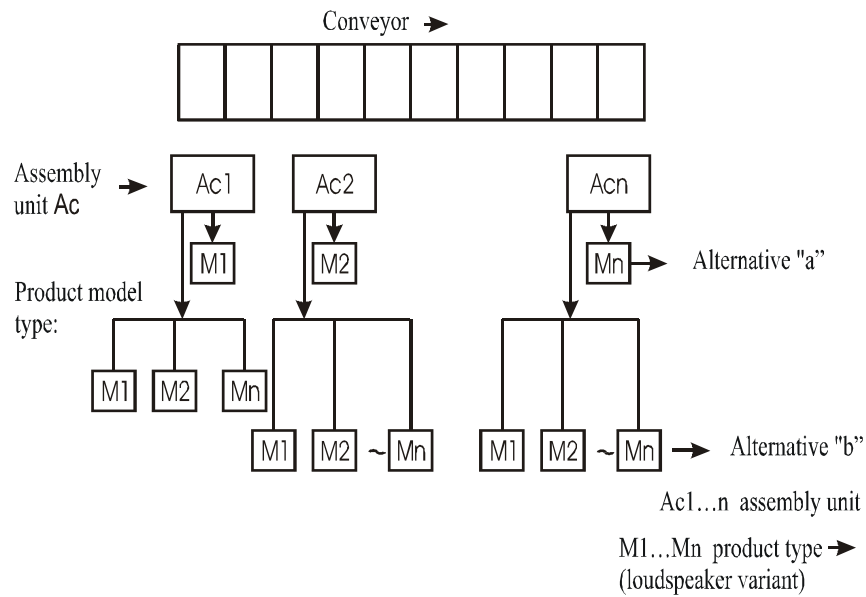 Conveyor
Assembly
unit Ac
Ac1 Ac2 Acn
M1 M2 Mn
Alternative "a”
Product model
type:
M1 M2 Mn
M1 M2 ~ Mn
M1 M2 ~ Mn
Alternative "b”
Ac1...n assembly unit
M1...Mn product type
(loudspeaker variant)